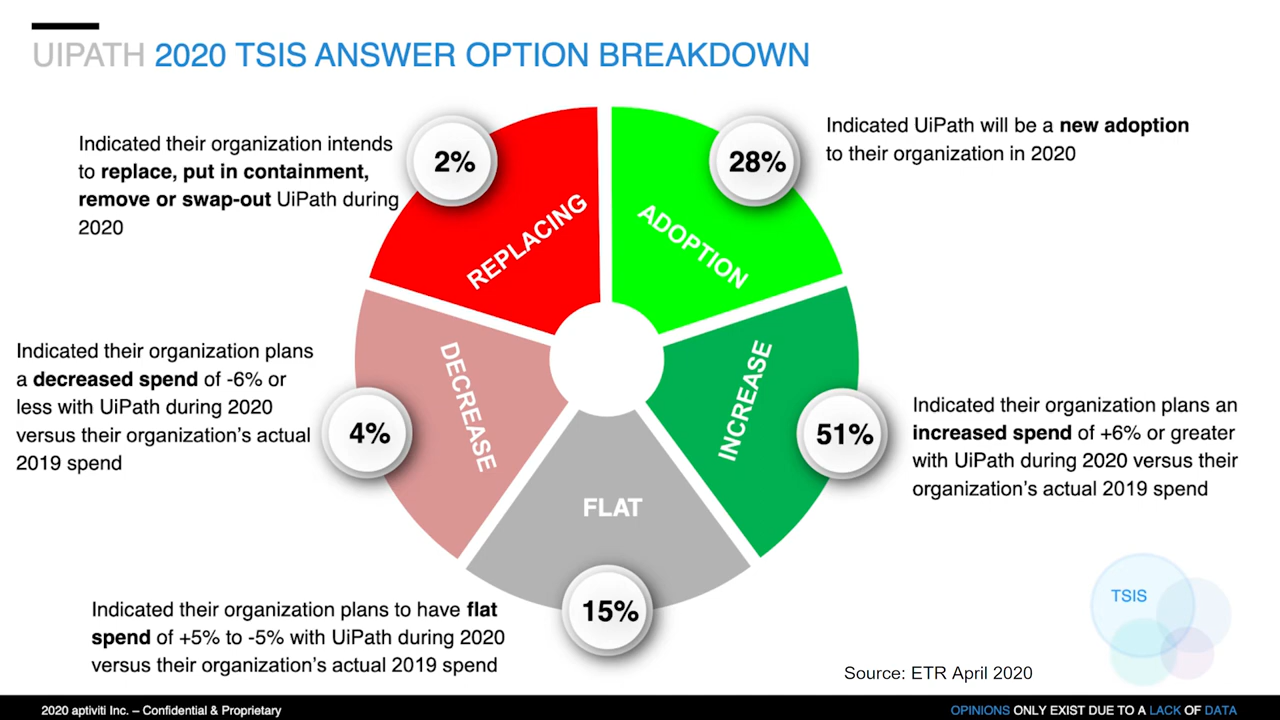 UIPATH 2020 TSIS ANSWER OPTION BREAKDOWN
Indicated their organization intends
to replace, put in containment,
remove or swap-out UiPath during
2020
2%
REPLACING
28%
ADOPTION
Indicated UiPath will be a new adoption
to their organization in 2020
Indicated their organization plans
a decreased spend of -6% or
less with UiPath during 2020
versus their organization's actual
2019 spend
4%
DECREASE
INCREASE
51%
Indicated their organization plans an
increased spend of +6% or greater
with UiPath during 2020 versus their
organization's actual 2019 spend
FLAT
15%
Indicated their organization plans to have flat
spend of +5% to -5% with UiPath during 2020
versus their organization's actual 2019 spend
TSIS
Source: ETR April 2020
2020 aptiviti Inc. – Confidential & Proprietary
OPINIONS ONLY EXIST DUE TO A LACK OF DATA